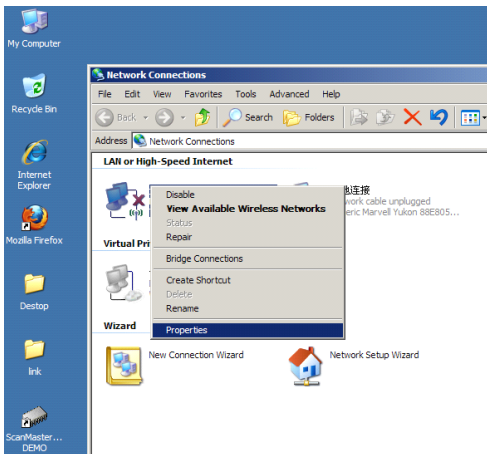 My Computer
Recycle Bin
Internet
Explorer
Mozilla Firefox
Destop
link
ScanMaster...
DEMO
Network Connections
File Edit View Favorites Tools Advanced Help
Back Search Folders
Address Network Connections
LAN or High-Speed Internet
连接
work cable unplugged
eric Marvell Yukon 88E805...
Disable
View Available Wireless Networks
Status
Repair
Bridge Connections
Create Shortcut
Delete
Rename
Properties
Virtual Pri
Wizard
New Connection Wizard
Network Setup Wizard